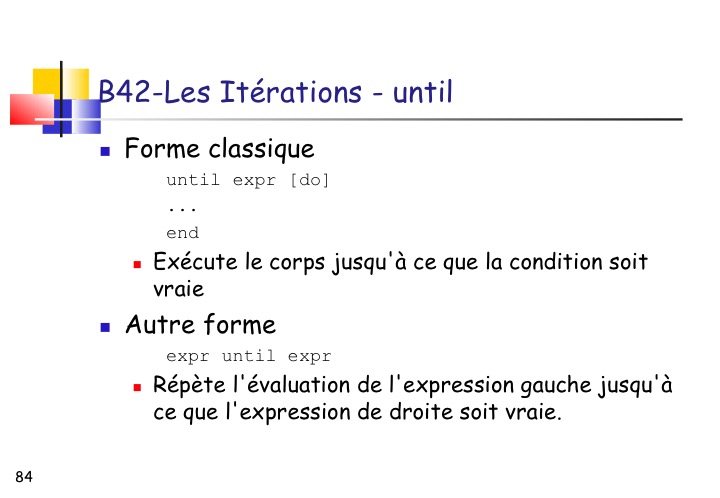 B42-Les Itérations - until
Forme classique
until expr [do]
...
end
Exécute le corps jusqu'à ce que la condition soit
vraie
Autre forme
expr until expr
Répète l'évaluation de l'expression gauche jusqu'à
ce que l'expression de droite soit vraie.
84